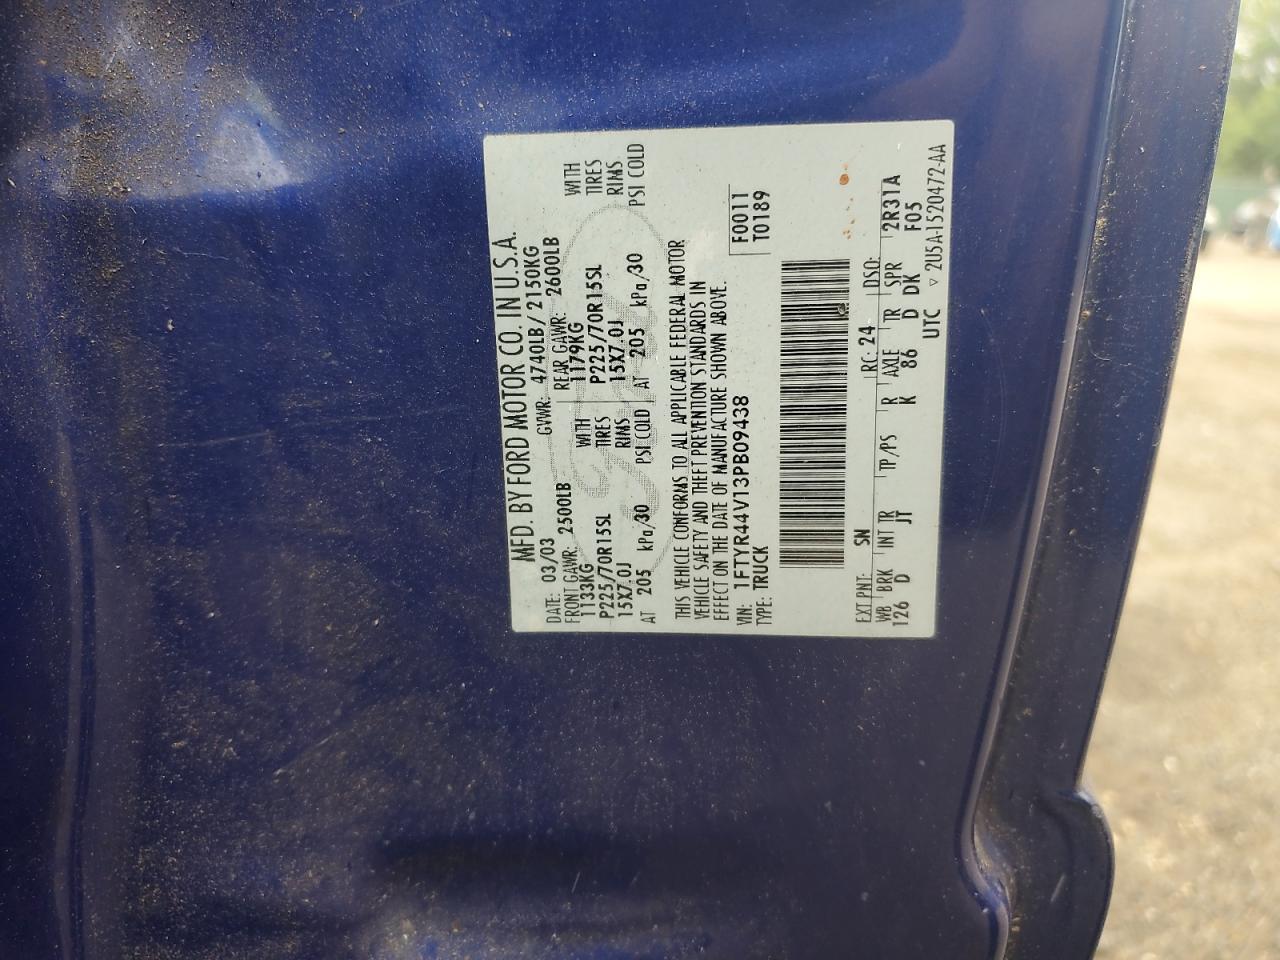 MFD. BY FORD MOTOR CO. IN U.S.A.
DATE: 03/03 GVWR: 4740LB / 2150KG
FRONT GAWR: 2500LB REAR GAWR: 2600LB
1133KG WITH 1179KG WITH
P225/70R15SL TIRES P225/70R15SL TIRES
15X7.0J RIMS 15X7.0J RIMS
AT 205 kPa/30 PSI COLD AT 205 kPa/30 PSI COLD
THIS VEHICLE CONFORMS TO ALL APPLICABLE FEDERAL MOTOR
VEHICLE SAFETY AND THEFT PREVENTION STANDARDS IN
EFFECT ON THE DATE OF MANUFACTURE SHOWN ABOVE.
VIN: 1FTYR44V13PB09438 F0011
TYPE: TRUCK T0189
EXT PNT: SN RC: 24 DSO:
WB BRK INT TR TP/PS R AXLE TR SPR 2R31A
126 D JT K 86 D DK F05
UTC ▽ 2U5A-1520472-AA